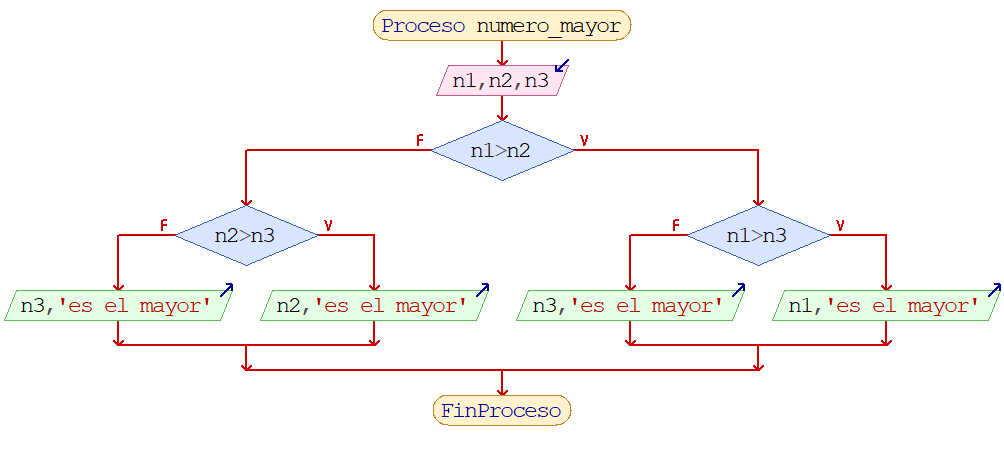 Proceso numero_mayor
n1,n2,n3
n1>n2
F
V
n2>n3
F
V
n1>n3
F
V
n3,'es el mayor'
n2,'es el mayor'
n3,'es el mayor'
n1,'es el mayor'
FinProceso